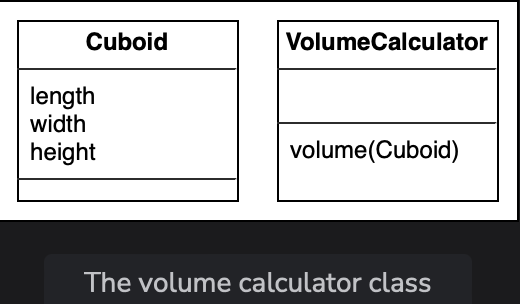 Cuboid
length
width
height
VolumeCalculator
volume(Cuboid)
The volume calculator class